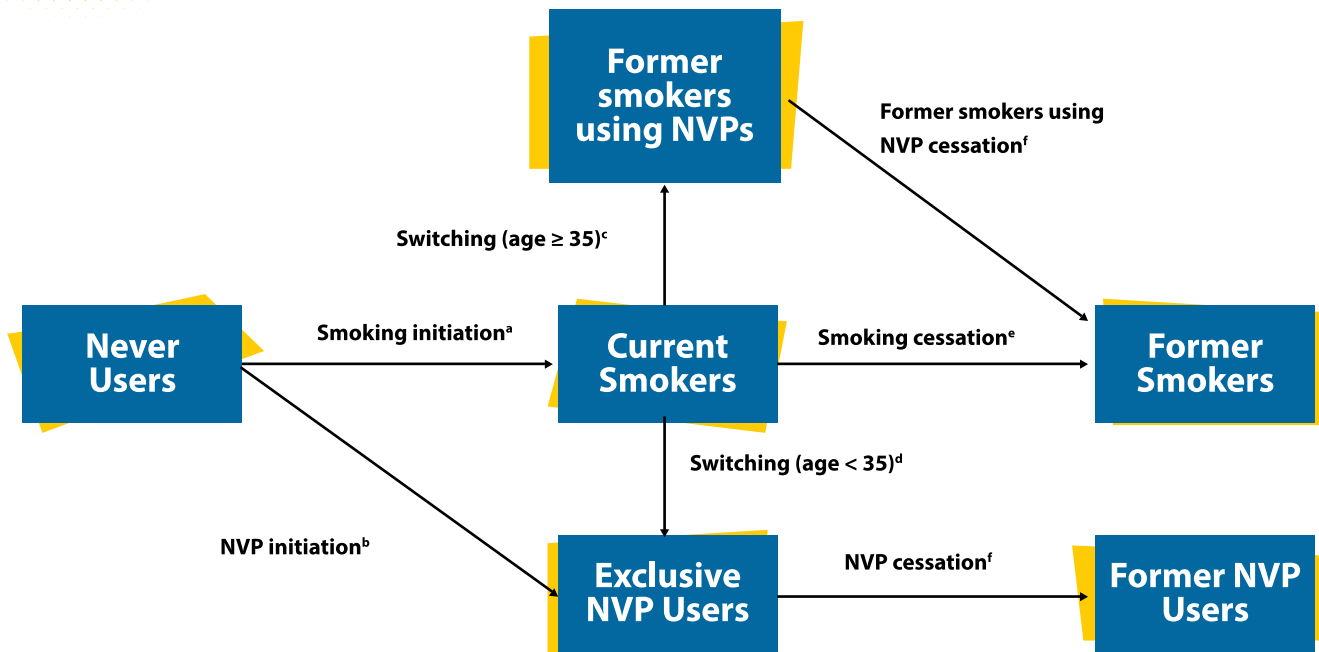 Former
smokers
using NVPs
Former smokers using
NVP cessationᶠ
Switching (age ≥ 35)ᶜ
Never
Users
Smoking initiationᵃ
Current
Smokers
Smoking cessationᵉ
Former
Smokers
Switching (age < 35)ᵈ
NVP initiationᵇ
Exclusive
NVP Users
NVP cessationᶠ
Former NVP
Users